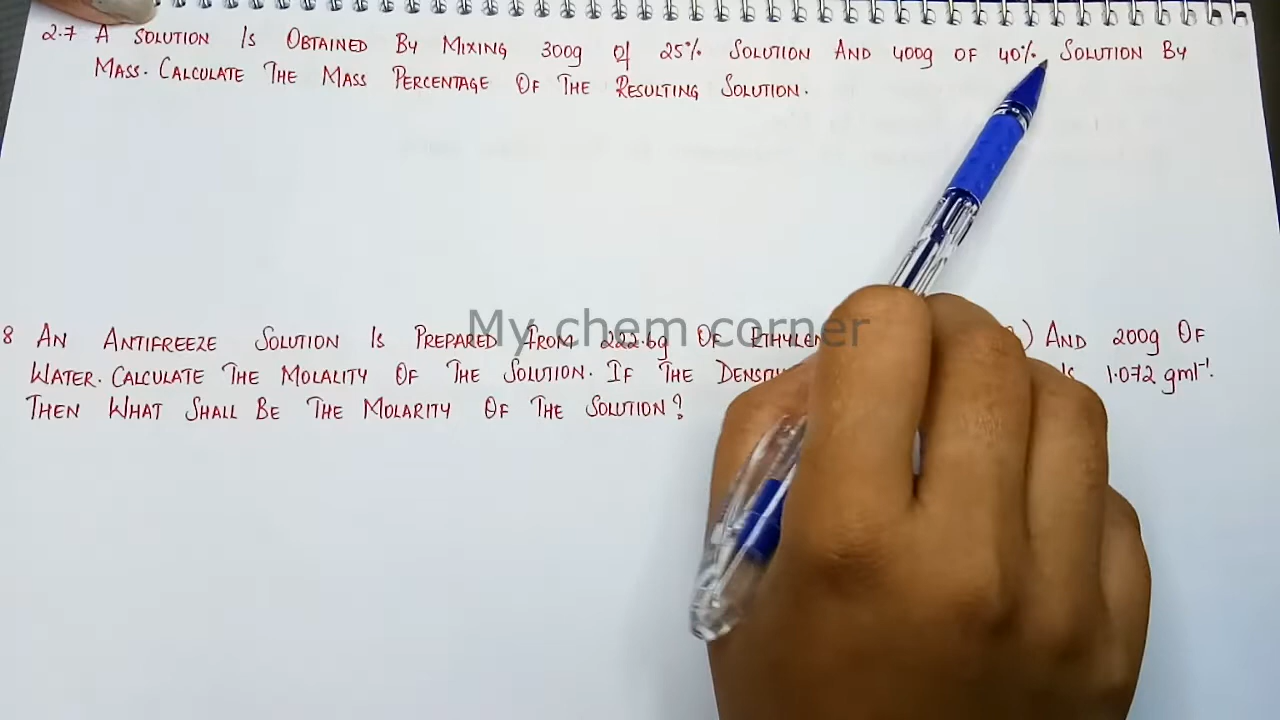 2.7 A SOLUTION IS OBTAINED BY MIXING 300g of 25% SOLUTION AND 400g OF 40% SOLUTION BY
MASS. CALCULATE THE MASS PERCENTAGE OF THE RESULTING SOLUTION.
My chem corner
8 AN ANTIFREEZE SOLUTION IS PREPARED FROM 222.6g OF ETHYLEN ) AND 200g OF
WATER. CALCULATE THE MOLALITY OF THE SOLUTION. IF THE DENSITY IS 1.072 gml⁻¹.
THEN WHAT SHALL BE THE MOLARITY OF THE SOLUTION?